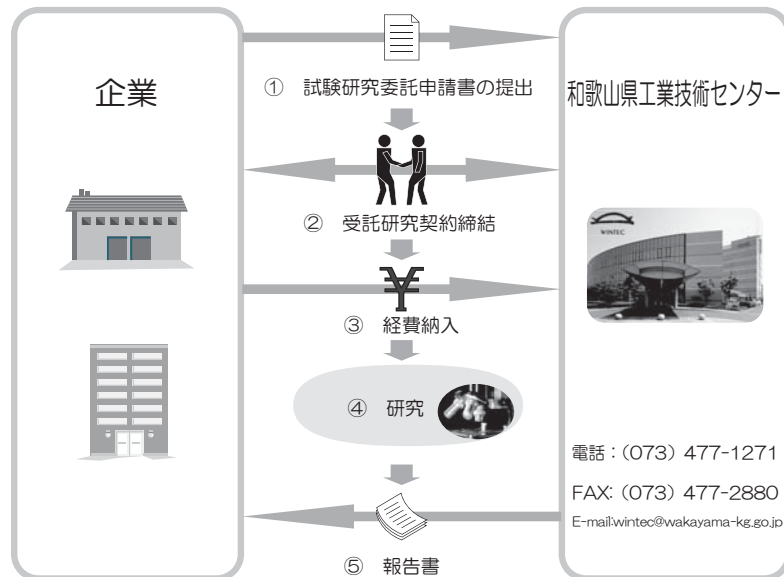 企業
① 試験研究委託申請書の提出
和歌山県工業技術センター
② 受託研究契約締結
WINTEC
¥
③ 経費納入
④ 研究
電話：(073) 477-1271
FAX: (073) 477-2880
E-mail:wintec@wakayama-kg.go.jp
⑤ 報告書